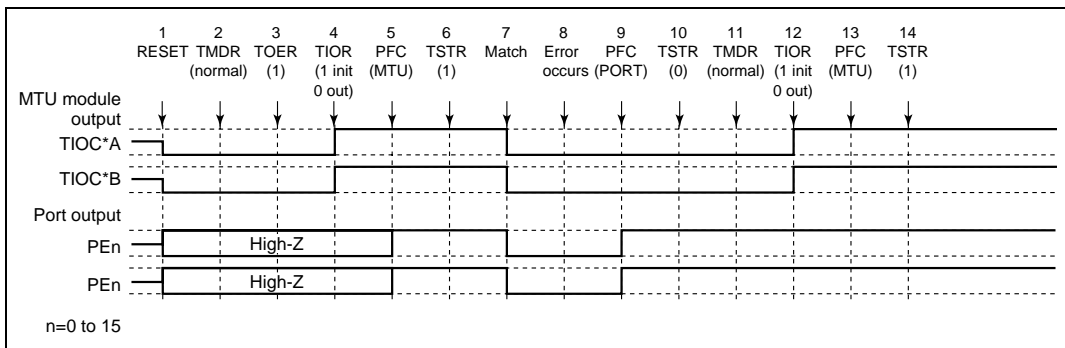 1 2 3 4 5 6 7 8 9 10 11 12 13 14
RESET TMDR TOER TIOR PFC TSTR Match Error PFC TSTR TMDR TIOR PFC TSTR
(normal) (1) (1 init (MTU) (1) occurs (PORT) (0) (normal) (1 init (MTU) (1)
0 out) 0 out)
MTU module
output
TIOC*A
TIOC*B
Port output
PEn High-Z
PEn High-Z
n=0 to 15